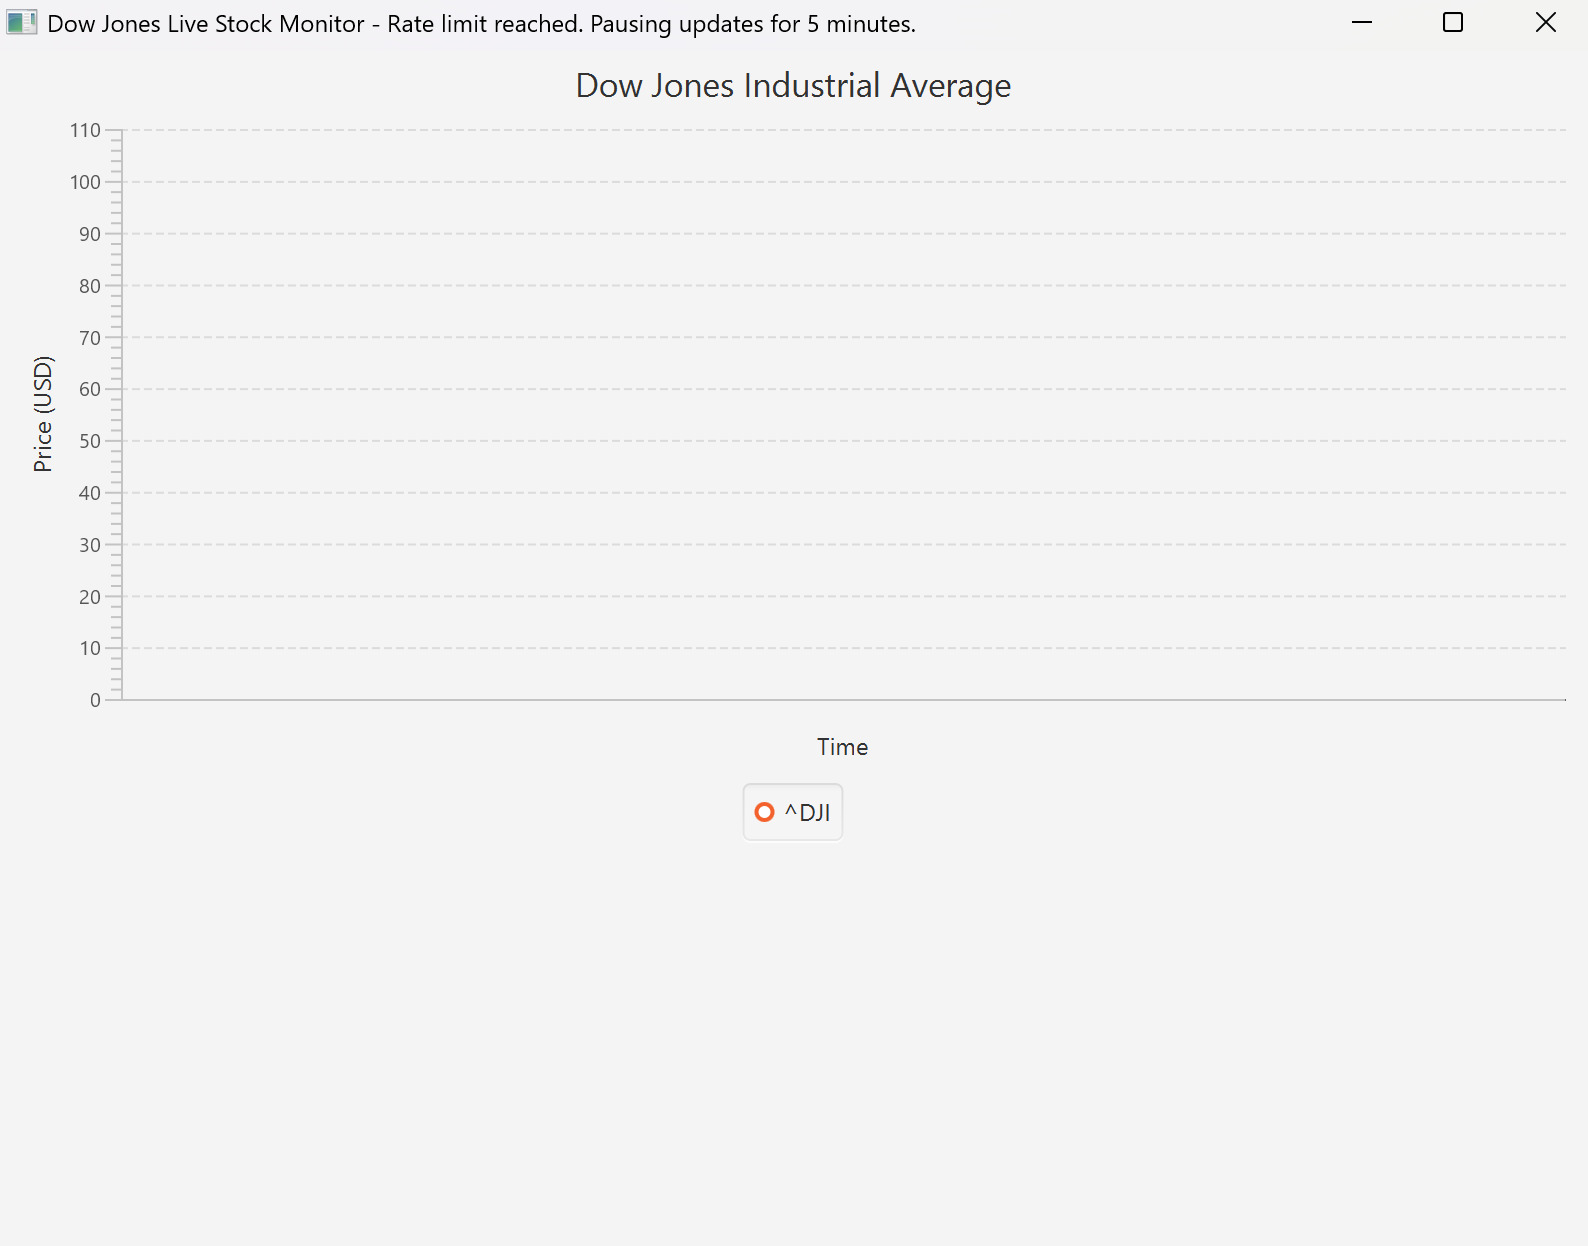 Dow Jones Live Stock Monitor - Rate limit reached. Pausing updates for 5 minutes.
Dow Jones Industrial Average
110
100
90
80
70
60
50
40
30
20
10
0
Price (USD)
Time
^DJI